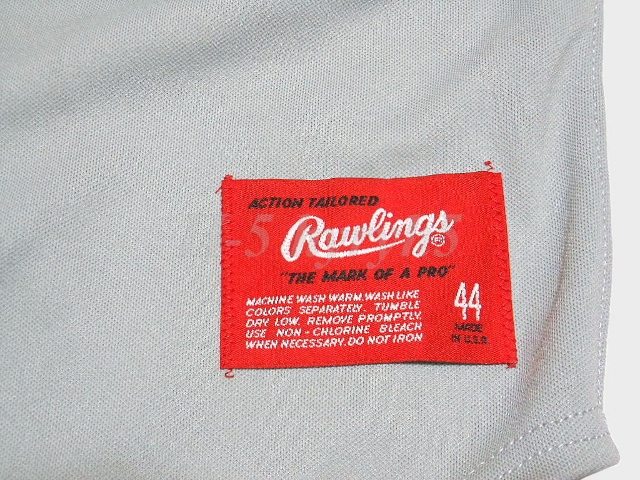 ACTION TAILORED
Rawlings ®
"THE MARK OF A PRO"
MACHINE WASH WARM. WASH LIKE
COLORS SEPARATELY. TUMBLE
DRY LOW. REMOVE PROMPTLY.
USE NON-CHLORINE BLEACH
WHEN NECESSARY. DO NOT IRON
44
MADE
IN U.S.A.